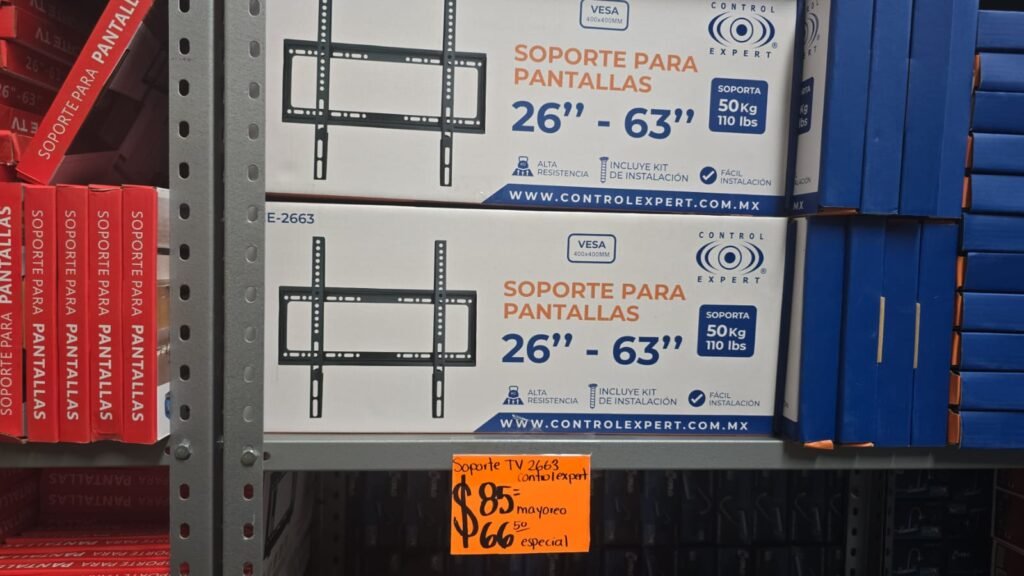 SOPORTE PARA PANTALL
VESA
400x400MM
CONTROL
EXPERT
SOPORTE PARA
PANTALLAS
26” - 63”
SOPORTA
50Kg
110 lbs
ALTA
RESISTENCIA
INCLUYE KIT
DE INSTALACIÓN
FÁCIL
INSTALACIÓN
WWW.CONTROLEXPERT.COM.MX
E-2663
VESA
400x400MM
CONTROL
EXPERT
SOPORTE PARA
PANTALLAS
26” - 63”
SOPORTA
50Kg
110 lbs
ALTA
RESISTENCIA
INCLUYE KIT
DE INSTALACIÓN
FÁCIL
INSTALACIÓN
WWW.CONTROLEXPERT.COM.MX
SOPORTE PARA PANTALLAS
SOPORTE PARA PANTALLAS
SOPORTE PARA PANTALLAS
SOPORTE PARA PANTALLAS
SOPORTE PARA PANTALLAS
Soporte TV 2663
controlexpert
$85= mayoreo
$66.50 especial